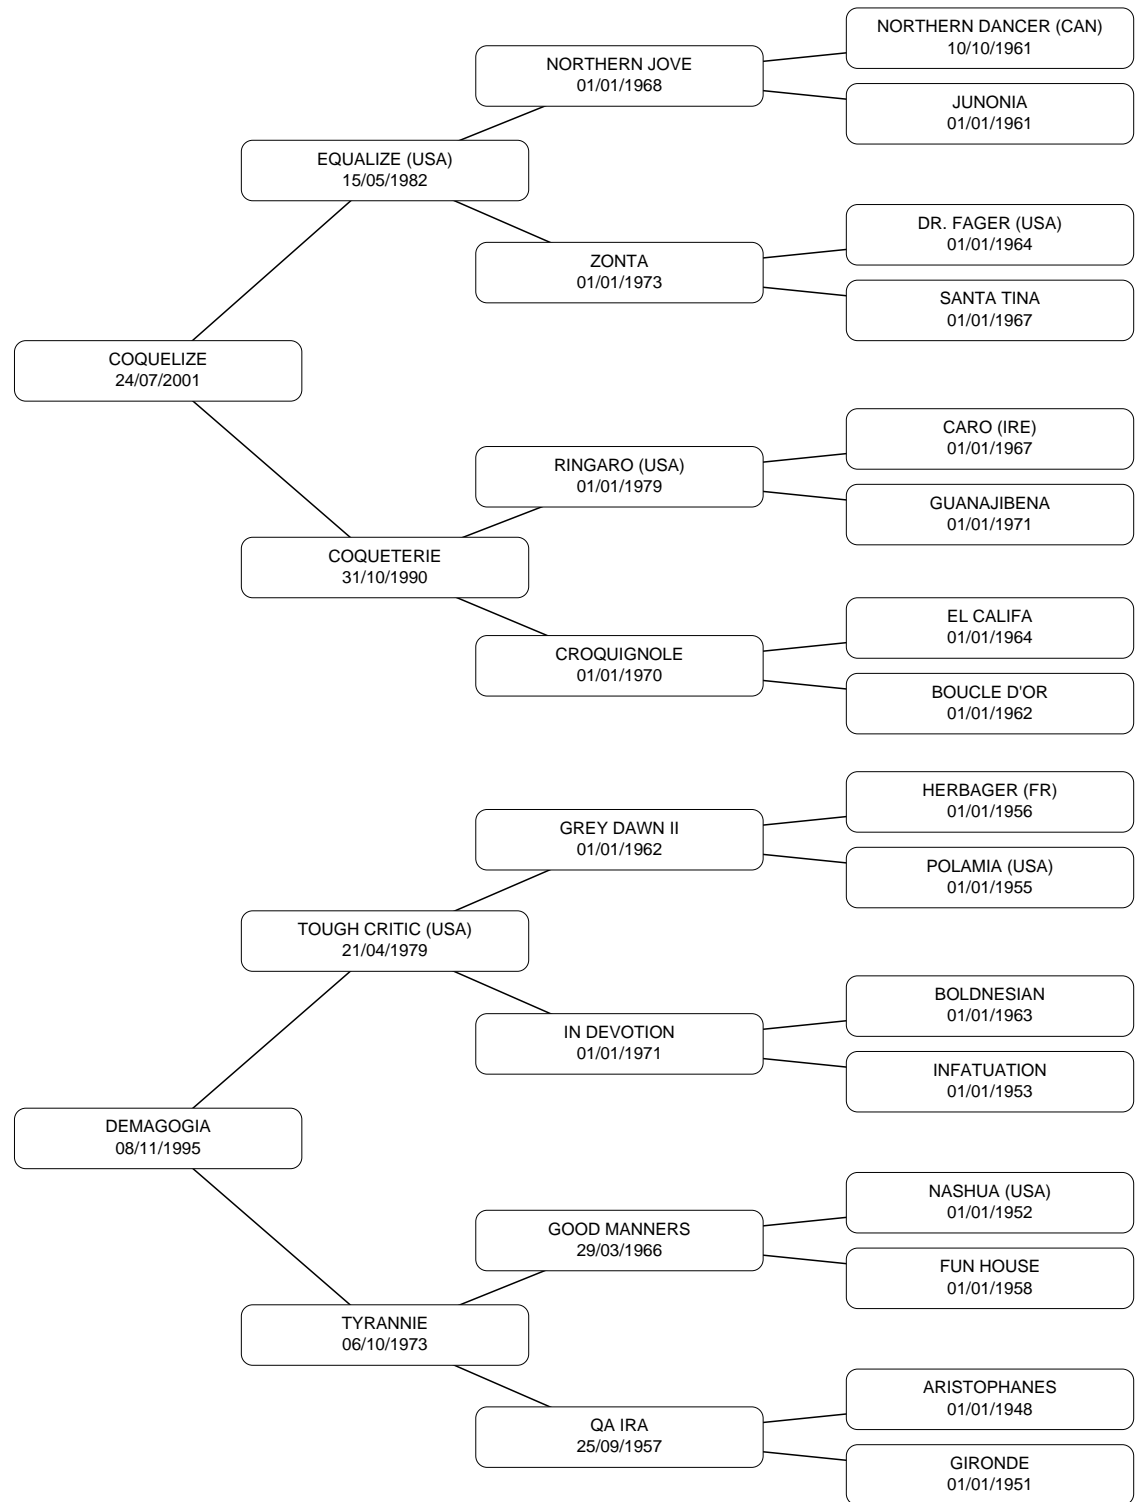 NORTHERN DANCER (CAN)
10/10/1961
NORTHERN JOVE
01/01/1968
JUNONIA
01/01/1961
EQUALIZE (USA)
15/05/1982
DR. FAGER (USA)
01/01/1964
ZONTA
01/01/1973
SANTA TINA
01/01/1967
COQUELIZE
24/07/2001
CARO (IRE)
01/01/1967
RINGARO (USA)
01/01/1979
GUANAJIBENA
01/01/1971
COQUETERIE
31/10/1990
EL CALIFA
01/01/1964
CROQUIGNOLE
01/01/1970
BOUCLE D'OR
01/01/1962
HERBAGER (FR)
01/01/1956
GREY DAWN II
01/01/1962
POLAMIA (USA)
01/01/1955
TOUGH CRITIC (USA)
21/04/1979
BOLDNESIAN
01/01/1963
IN DEVOTION
01/01/1971
INFATUATION
01/01/1953
DEMAGOGIA
08/11/1995
NASHUA (USA)
01/01/1952
GOOD MANNERS
29/03/1966
FUN HOUSE
01/01/1958
TYRANNIE
06/10/1973
ARISTOPHANES
01/01/1948
QA IRA
25/09/1957
GIRONDE
01/01/1951